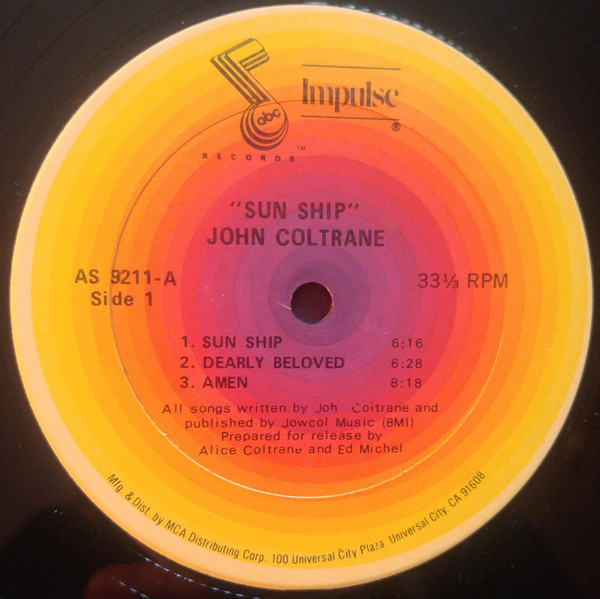 abc
Impulse
®
RECORDS™
"SUN SHIP"
JOHN COLTRANE
AS 9211-A
Side 1
33⅓ RPM
1. SUN SHIP 6:16
2. DEARLY BELOVED 6:28
3. AMEN 8:18
All songs written by Joh Coltrane and
published by Jowcol Music (BMI)
Prepared for release by
Alice Coltrane and Ed Michel
Mfg. & Dist. by MCA Distributing Corp., 100 Universal City Plaza, Universal City, CA 91608